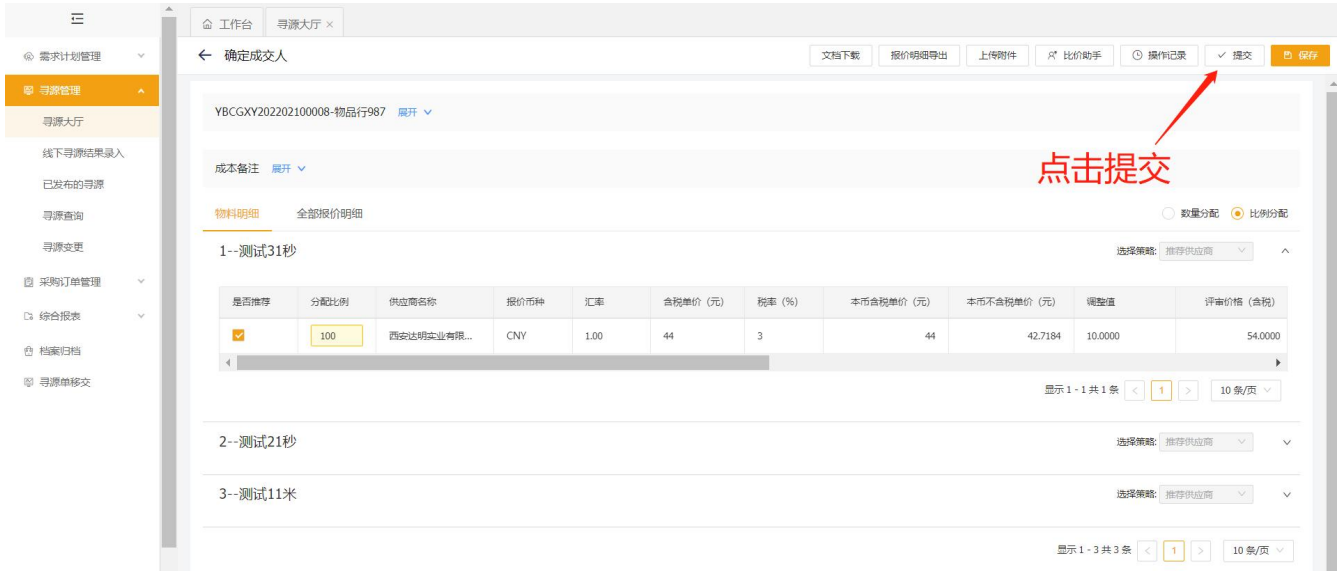 工作台 寻源大厅 ×
需求计划管理
确定成交人
文档下载 报价明细导出 上传附件 比价助手 操作记录 提交 保存
寻源管理
YBCGXY202202100008-物品行987 展开
寻源大厅
线下寻源结果录入
成本备注 展开
点击提交
已发布的寻源
寻源查询
物料明细 全部报价明细 数量分配 比例分配
寻源变更
1--测试31秒 选择策略: 推荐供应商
采购订单管理
是否推荐 分配比例 供应商名称 报价币种 汇率 含税单价（元） 税率（%） 本币含税单价（元） 本币不含税单价（元） 调整值 评审价格（含税）
综合报表
100 西安达明实业有限... CNY 1.00 44 3 44 42.7184 10.0000 54.0000
档案归档
寻源单移交
显示 1 - 1 共 1 条 < 1 > 10 条/页
2--测试21秒 选择策略: 推荐供应商
3--测试11米 选择策略: 推荐供应商
显示 1 - 3 共 3 条 < 1 > 10 条/页